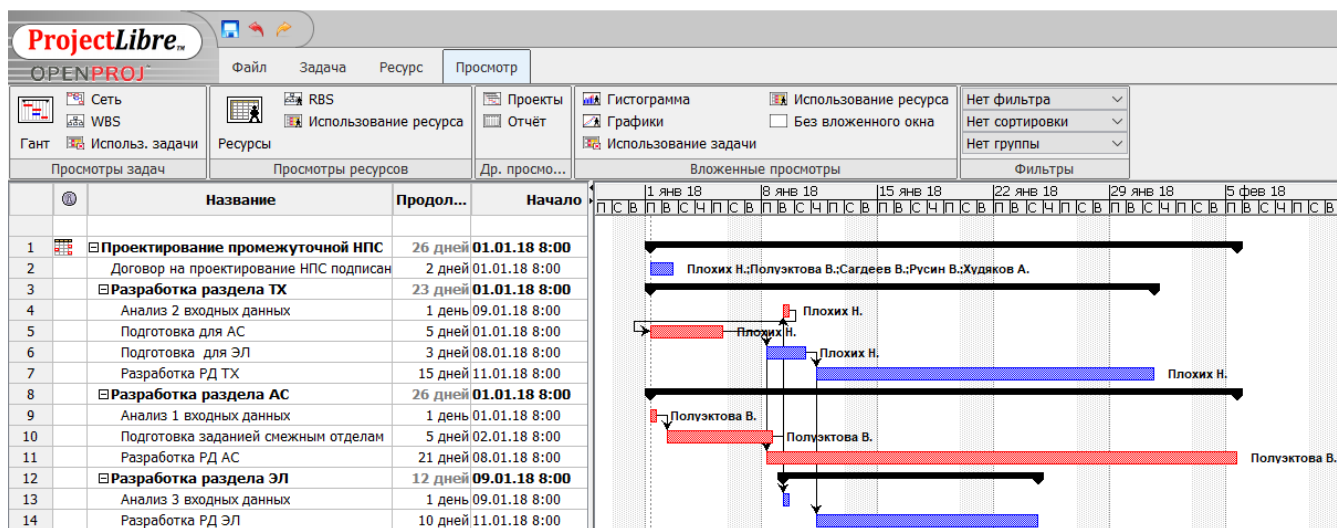 ProjectLibre™
OPENPROJ
Файл Задача Ресурс Просмотр
Сеть RBS Проекты Гистограмма Использование ресурса Нет фильтра
WBS Использование ресурса Отчёт Графики Без вложенного окна Нет сортировки
Гант Использ. задачи Ресурсы Использование задачи Нет группы
Просмотры задач Просмотры ресурсов Др. просмо... Вложенные просмотры Фильтры
1 янв 18 8 янв 18 15 янв 18 22 янв 18 29 янв 18 5 фев 18
Название Продол... Начало П С В П В С Ч П С В П В С Ч П С В П В С Ч П С В П В С Ч П С В П В С Ч П С В П В С Ч П С В
1 Проектирование промежуточной НПС 26 дней 01.01.18 8:00
2 Договор на проектирование НПС подписан 2 дней 01.01.18 8:00 Плохих Н.;Полуэктова В.;Сагдеев В.;Русин В.;Худяков А.
3 Разработка раздела ТХ 23 дней 01.01.18 8:00
4 Анализ 2 входных данных 1 день 09.01.18 8:00 Плохих Н.
5 Подготовка для АС 5 дней 01.01.18 8:00 Плохих Н.
6 Подготовка для ЭЛ 3 дней 08.01.18 8:00 Плохих Н.
7 Разработка РД ТХ 15 дней 11.01.18 8:00 Плохих Н.
8 Разработка раздела АС 26 дней 01.01.18 8:00
9 Анализ 1 входных данных 1 день 01.01.18 8:00 Полуэктова В.
10 Подготовка заданией смежным отделам 5 дней 02.01.18 8:00 Полуэктова В.
11 Разработка РД АС 21 дней 08.01.18 8:00 Полуэктова В.
12 Разработка раздела ЭЛ 12 дней 09.01.18 8:00
13 Анализ 3 входных данных 1 день 09.01.18 8:00
14 Разработка РД ЭЛ 10 дней 11.01.18 8:00